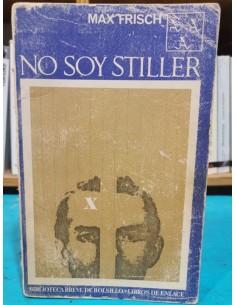 MAX FRISCH
NO SOY STILLER
X
BIBLIOTECA BREVE DE BOLSILLO - LIBROS DE ENLACE